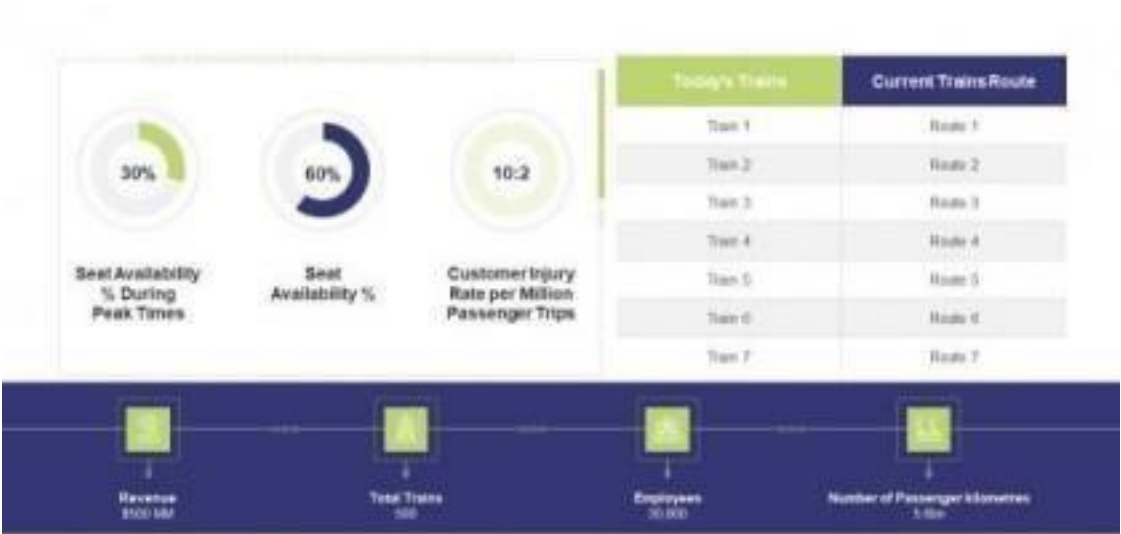 30%
60%
10:2
Seat Availability
% During
Peak Times
Seat
Availability %
Customer Injury
Rate per Million
Passenger Trips
Today's Trains
Current Trains Route
Train 1
Route 1
Train 2
Route 2
Train 3
Route 3
Train 4
Route 4
Train 5
Route 5
Train 6
Route 6
Train 7
Route 7
Revenue
$500 MM
Total Trains
Employees
Number of Passenger kilometres